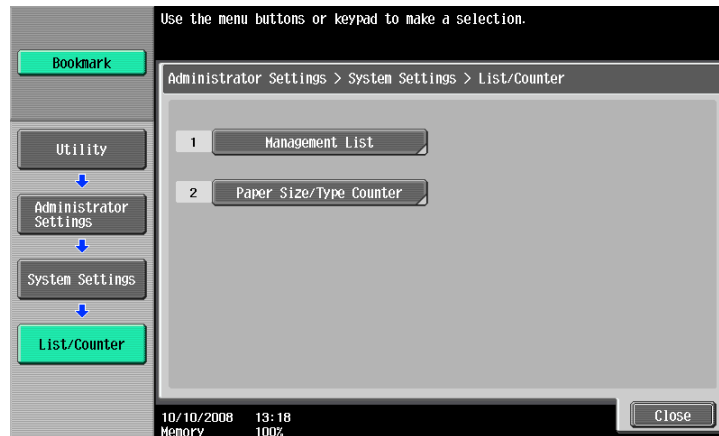 Use the menu buttons or keypad to make a selection.
Bookmark
Administrator Settings > System Settings > List/Counter
Utility
Administrator
Settings
System Settings
List/Counter
1 Management List
2 Paper Size/Type Counter
10/10/2008 13:18
Memory 100%
Close